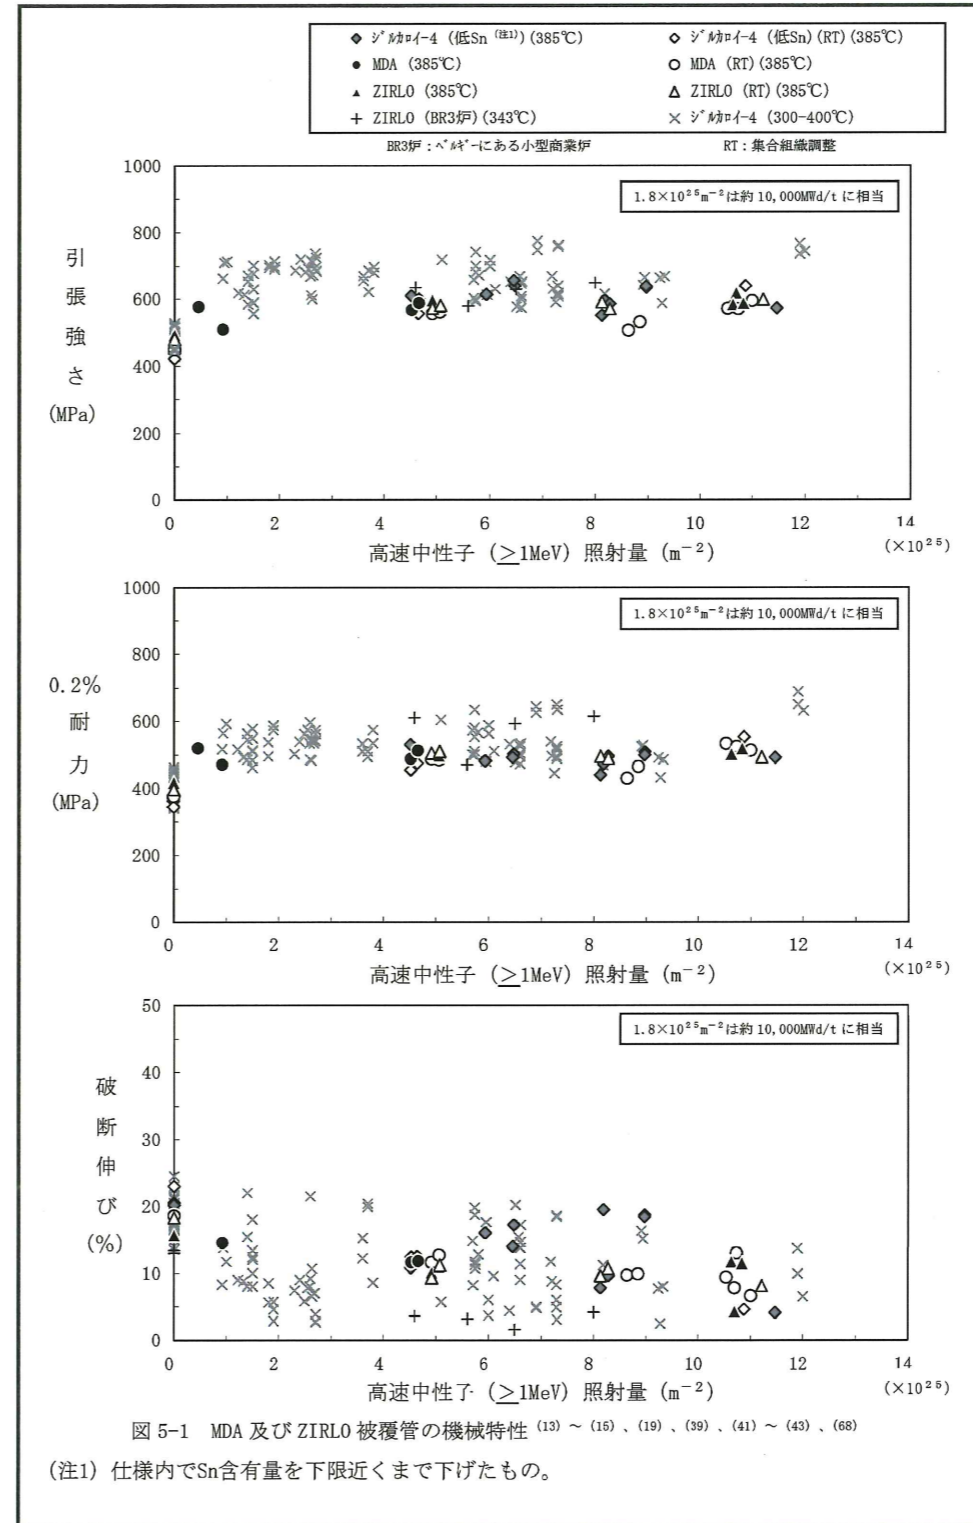 ジルカロイ-4 (低Sn (注1))(385℃)
ジルカロイ-4 (低Sn)(RT)(385℃)
MDA (385℃)
MDA (RT)(385℃)
ZIRLO (385℃)
ZIRLO (RT)(385℃)
ZIRLO (BR3炉)(343℃)
ジルカロイ-4 (300-400℃)
BR3炉：ベルギーにある小型商業炉
RT：集合組織調整
引張強さ
(MPa)
1000
800
600
400
200
0
1.8×10²⁵m⁻²は約10,000MWd/tに相当
0 2 4 6 8 10 12 14
高速中性子 (≥1MeV) 照射量 (m⁻²)
(×10²⁵)
0.2%
耐力
(MPa)
1000
800
600
400
200
0
1.8×10²⁵m⁻²は約10,000MWd/tに相当
0 2 4 6 8 10 12 14
高速中性子 (≥1MeV) 照射量 (m⁻²)
(×10²⁵)
破断伸び
(%)
50
40
30
20
10
0
1.8×10²⁵m⁻²は約10,000MWd/tに相当
0 2 4 6 8 10 12 14
高速中性子 (≥1MeV) 照射量 (m⁻²)
(×10²⁵)
図 5-1 MDA 及び ZIRLO 被覆管の機械特性 (13) ～ (15) 、(19) 、(39) 、(41) ～ (43) 、(68)
(注1) 仕様内でSn含有量を下限近くまで下げたもの。